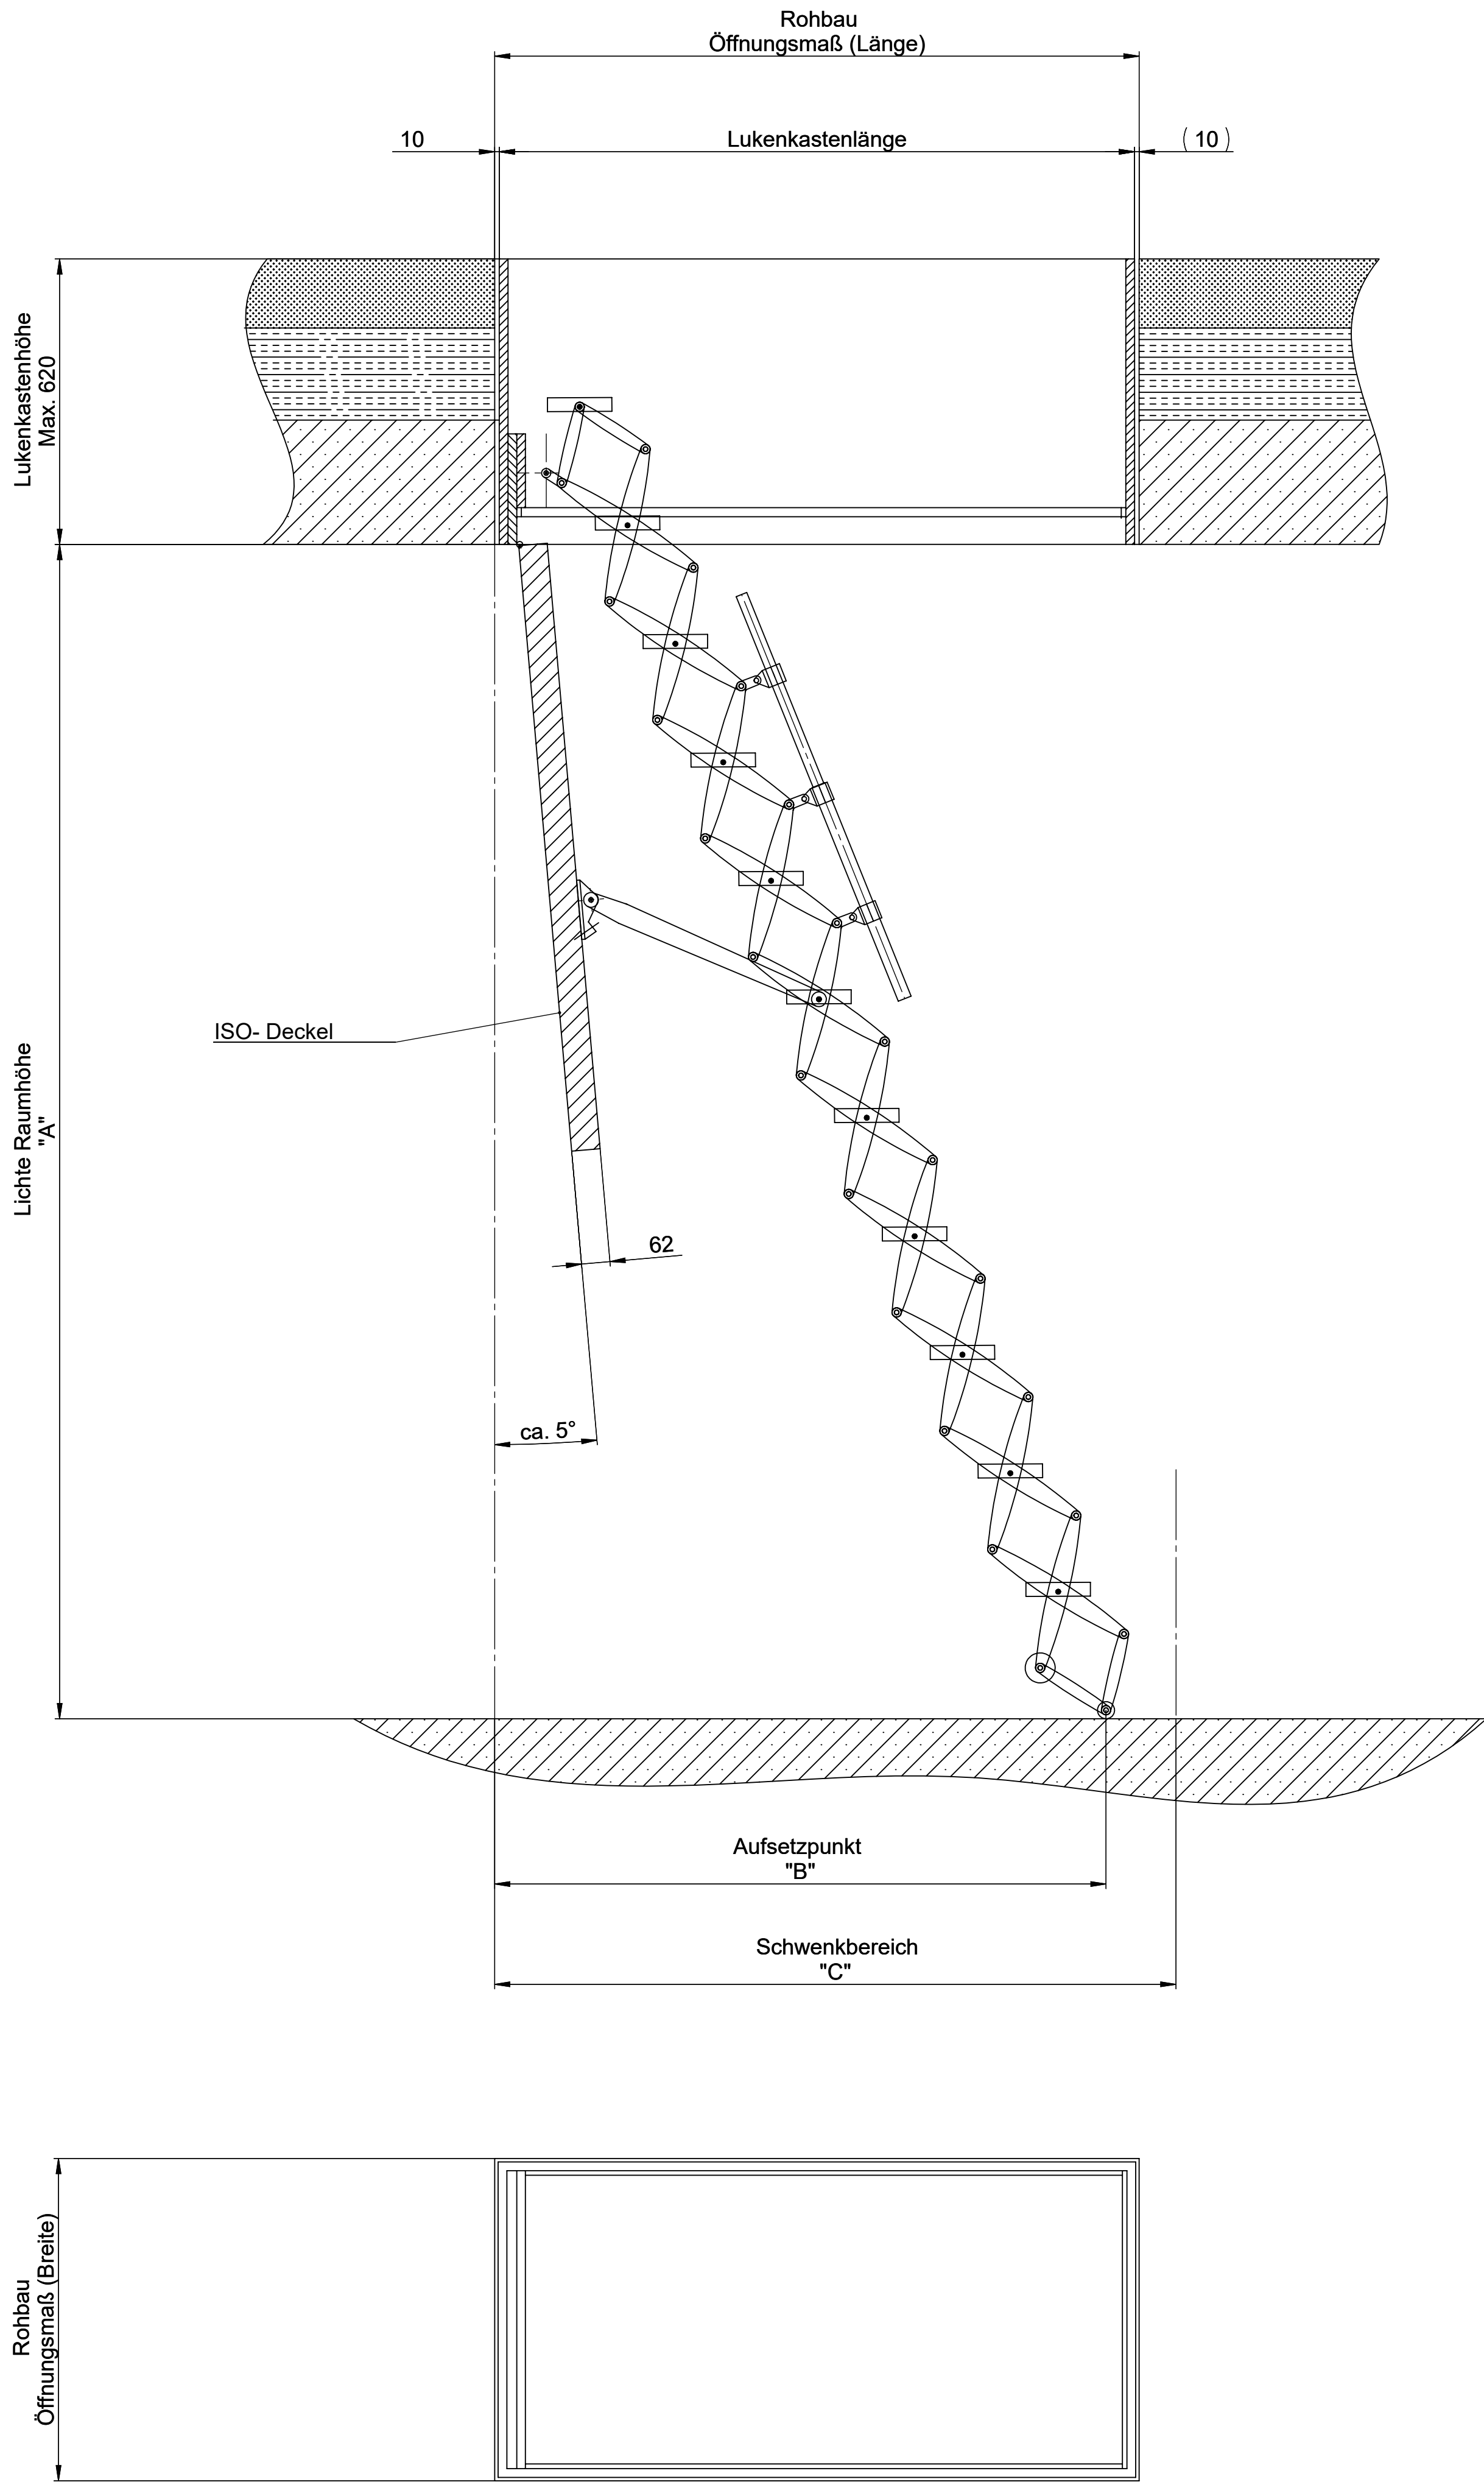 Rohbau
Öffnungsmaß (Länge)
10
Lukenkastenlänge
( 10 )
Lukenkastenhöhe
Max. 620
ISO- Deckel
Lichte Raumhöhe
"A"
62
ca. 5°
Aufsetzpunkt
"B"
Schwenkbereich
"C"
Rohbau
Öffnungsmaß (Breite)